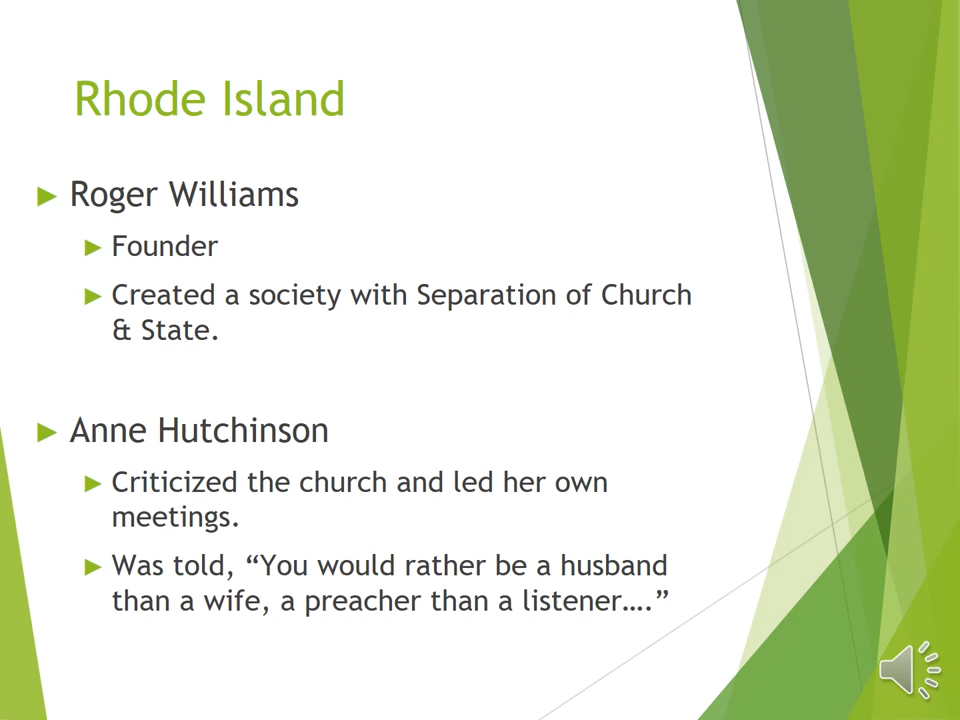 Rhode Island
Roger Williams
Founder
Created a society with Separation of Church
& State.
Anne Hutchinson
Criticized the church and led her own
meetings.
Was told, “You would rather be a husband
than a wife, a preacher than a listener….”